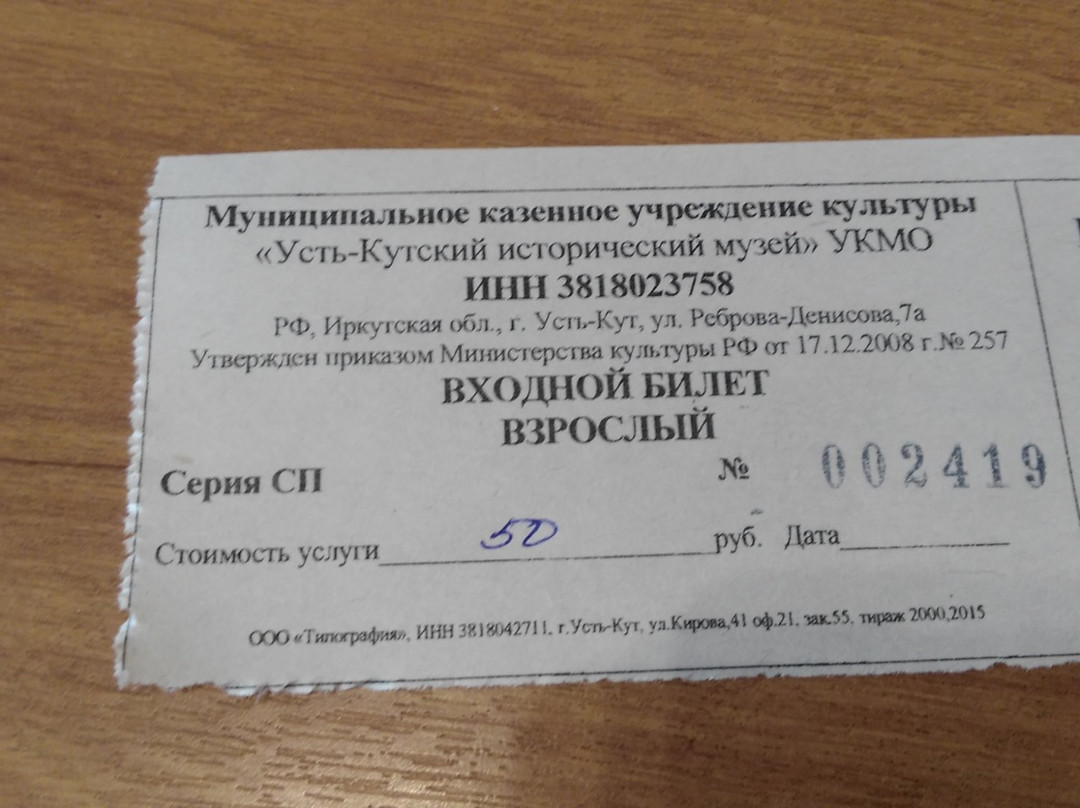 Муниципальное казенное учреждение культуры
«Усть-Кутский исторический музей» УКМО
ИНН 3818023758
РФ, Иркутская обл., г. Усть-Кут, ул. Реброва-Денисова,7а
Утвержден приказом Министерства культуры РФ от 17.12.2008 г.№ 257
ВХОДНОЙ БИЛЕТ
ВЗРОСЛЫЙ
Серия СП № 002419
Стоимость услуги 50 руб. Дата
ООО «Типография», ИНН 3818042711, г.Усть-Кут, ул.Кирова,41 оф.21, зак.55, тираж 2000,2015